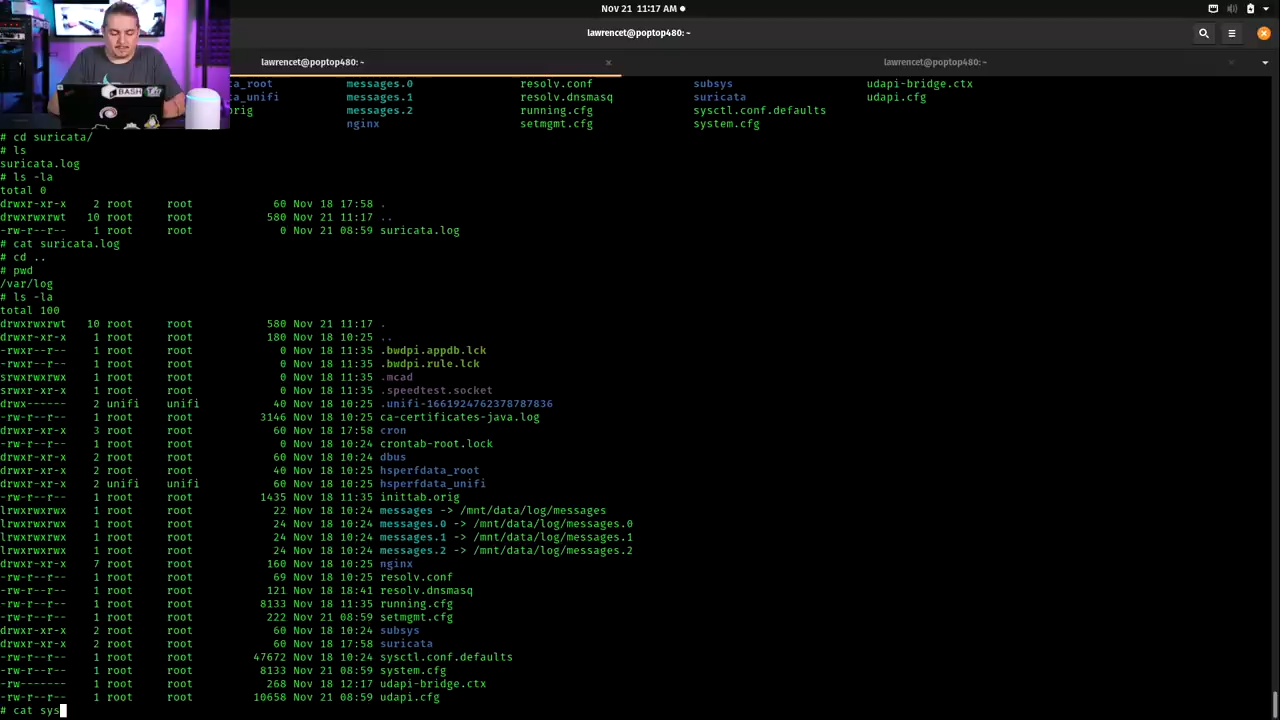 Nov 21 11:17 AM
lawrencet@poptop480: ~
lawrencet@poptop480: ~ × lawrencet@poptop480: ~
ta_root messages.0 resolv.conf subsys udapi-bridge.ctx
ta_unifi messages.1 resolv.dnsmasq suricata udapi.cfg
orig messages.2 running.cfg sysctl.conf.defaults
nginx setmgmt.cfg system.cfg
BASH
# cd suricata/
# ls
suricata.log
# ls -la
total 0
drwxr-xr-x 2 root root 60 Nov 18 17:58 .
drwxrwxrwt 10 root root 580 Nov 21 11:17 ..
-rw-r--r-- 1 root root 0 Nov 21 08:59 suricata.log
# cat suricata.log
# cd ..
# pwd
/var/log
# ls -la
total 100
drwxrwxrwt 10 root root 580 Nov 21 11:17 .
drwxr-xr-x 1 root root 180 Nov 18 10:25 ..
-rwxr--r-- 1 root root 0 Nov 18 11:35 .bwdpi.appdb.lck
-rwxr--r-- 1 root root 0 Nov 18 11:35 .bwdpi.rule.lck
srwxrwxrwx 1 root root 0 Nov 18 11:35 .mcad
srwxr-xr-x 1 root root 0 Nov 18 11:35 .speedtest.socket
drwx------ 2 unifi unifi 40 Nov 18 10:25 .unifi-1661924762378787836
-rw-r--r-- 1 root root 3146 Nov 18 10:25 ca-certificates-java.log
drwxr-xr-x 3 root root 60 Nov 18 17:58 cron
-rw-r--r-- 1 root root 0 Nov 18 10:24 crontab-root.lock
drwxr-xr-x 2 root root 60 Nov 18 10:24 dbus
drwxr-xr-x 2 root root 40 Nov 18 10:25 hsperfdata_root
drwxr-xr-x 2 unifi unifi 60 Nov 18 10:25 hsperfdata_unifi
-rw-r--r-- 1 root root 1435 Nov 18 11:35 inittab.orig
lrwxrwxrwx 1 root root 22 Nov 18 10:24 messages -> /mnt/data/log/messages
lrwxrwxrwx 1 root root 24 Nov 18 10:24 messages.0 -> /mnt/data/log/messages.0
lrwxrwxrwx 1 root root 24 Nov 18 10:24 messages.1 -> /mnt/data/log/messages.1
lrwxrwxrwx 1 root root 24 Nov 18 10:24 messages.2 -> /mnt/data/log/messages.2
drwxr-xr-x 7 root root 160 Nov 18 10:25 nginx
-rw-r--r-- 1 root root 69 Nov 18 10:25 resolv.conf
-rw-r--r-- 1 root root 121 Nov 18 18:41 resolv.dnsmasq
-rw-r--r-- 1 root root 8133 Nov 18 11:35 running.cfg
-rw-r--r-- 1 root root 222 Nov 21 08:59 setmgmt.cfg
drwxr-xr-x 2 root root 60 Nov 18 10:24 subsys
drwxr-xr-x 2 root root 60 Nov 18 17:58 suricata
-rw-r--r-- 1 root root 47672 Nov 18 10:24 sysctl.conf.defaults
-rw-r--r-- 1 root root 8133 Nov 21 08:59 system.cfg
-rw------- 1 root root 268 Nov 18 12:17 udapi-bridge.ctx
-rw-r--r-- 1 root root 10658 Nov 21 08:59 udapi.cfg
# cat sys